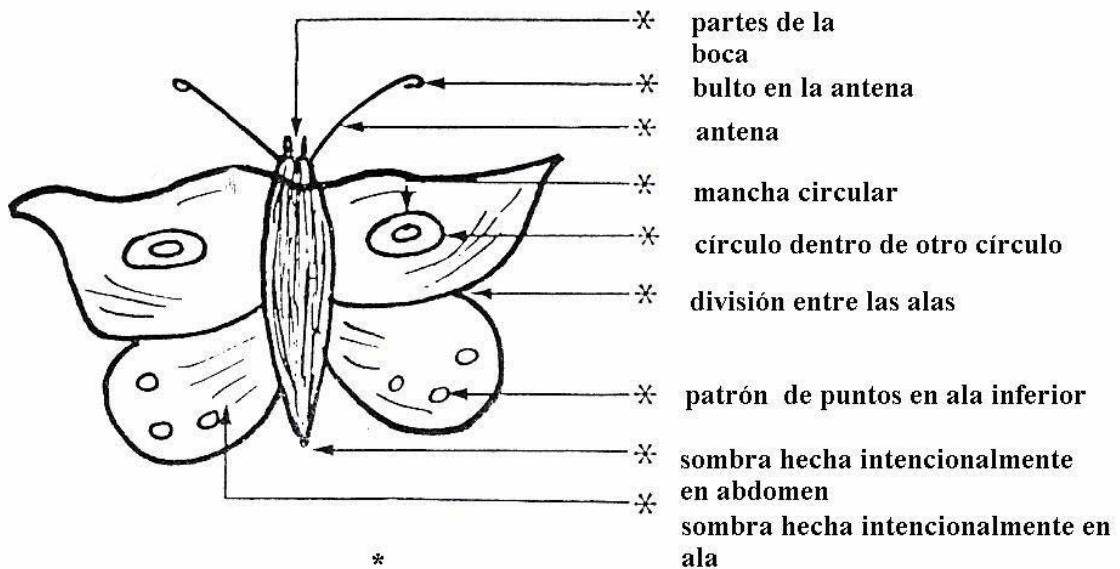 partes de la
boca
bulto en la antena
antena
mancha circular
círculo dentro de otro círculo
división entre las alas
patrón de puntos en ala inferior
sombra hecha intencionalmente
en abdomen
sombra hecha intencionalmente en
ala
*